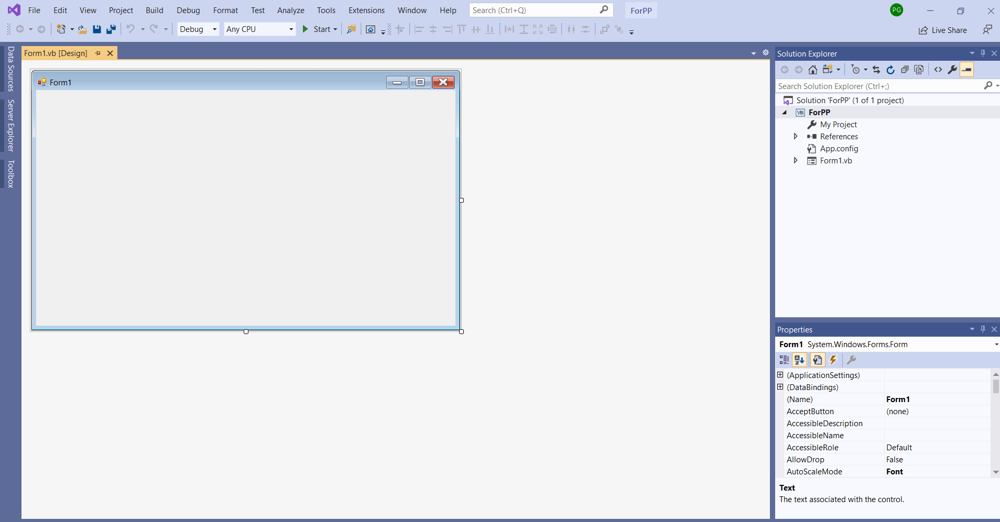 File Edit View Project Build Debug Format Test Analyze Tools Extensions Window Help Search (Ctrl+Q) ForPP PG
Debug Any CPU Start Live Share
Data Sources
Server Explorer
Toolbox
Form1.vb [Design]
Form1
Solution Explorer
Search Solution Explorer (Ctrl+;)
Solution 'ForPP' (1 of 1 project)
VB ForPP
My Project
References
App.config
Form1.vb
Properties
Form1 System.Windows.Forms.Form
(ApplicationSettings)
(DataBindings)
(Name) Form1
AcceptButton (none)
AccessibleDescription
AccessibleName
AccessibleRole Default
AllowDrop False
AutoScaleMode Font
Text
The text associated with the control.